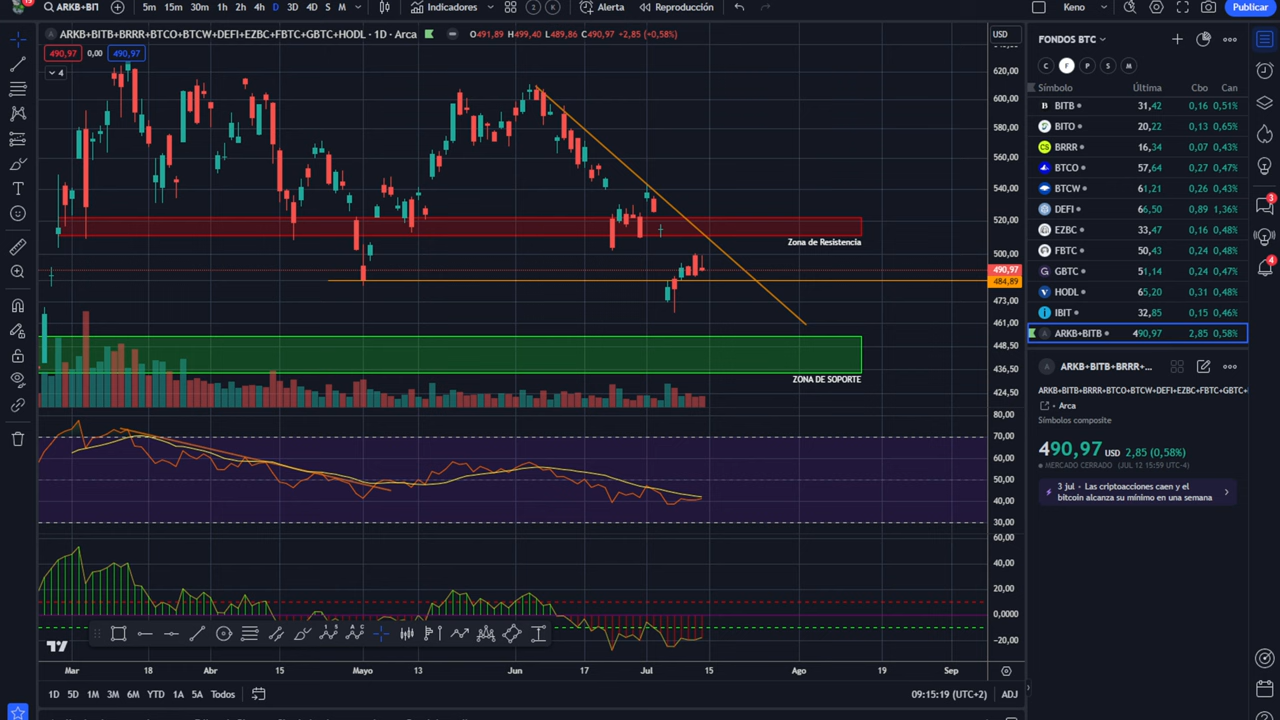 ARKB+BIT
5m 15m 30m 1h 2h 4h D 3D 4D S M
Indicadores
Alerta
Reproducción
Keno
Publicar
ARKB+BITB+BRRR+BTCO+BTCW+DEFI+EZBC+FBTC+GBTC+HODL · 1D · Arca
O491,89 H499,40 L489,86 C490,97 +2,85 (+0,58%)
490,97 0,00 490,97
4
USD
620,00
600,00
580,00
560,00
540,00
520,00
500,00
490,97
484,89
473,00
461,00
448,50
436,50
424,50
80,00
70,00
60,00
50,00
40,00
30,00
60,00
40,00
20,00
0,0000
−20,00
Zona de Resistencia
ZONA DE SOPORTE
Mar 18 Abr 15 Mayo 13 Jun 17 Jul 15 Ago 19 Sep
1D 5D 1M 3M 6M YTD 1A 5A Todos
09:15:19 (UTC+2) ADJ
FONDOS BTC
C F P S M
Símbolo Última Cbo Can
BITB 31,42 0,16 0,51%
BITO 20,22 0,13 0,65%
BRRR 16,34 0,07 0,43%
BTCO 57,64 0,27 0,47%
BTCW 61,21 0,26 0,43%
DEFI 66,50 0,89 1,36%
EZBC 33,47 0,16 0,48%
FBTC 50,43 0,24 0,48%
GBTC 51,14 0,24 0,47%
HODL 65,20 0,31 0,48%
IBIT 32,85 0,15 0,46%
ARKB+BITB 490,97 2,85 0,58%
ARKB+BITB+BRRR+...
ARKB+BITB+BRRR+BTCO+BTCW+DEFI+EZBC+FBTC+GBTC+
Arca
Símbolos composite
490,97 USD 2,85 (0,58%)
MERCADO CERRADO (JUL 12 15:59 UTC-4)
3 jul · Las criptoacciones caen y el
bitcoin alcanza su mínimo en una semana
3
4